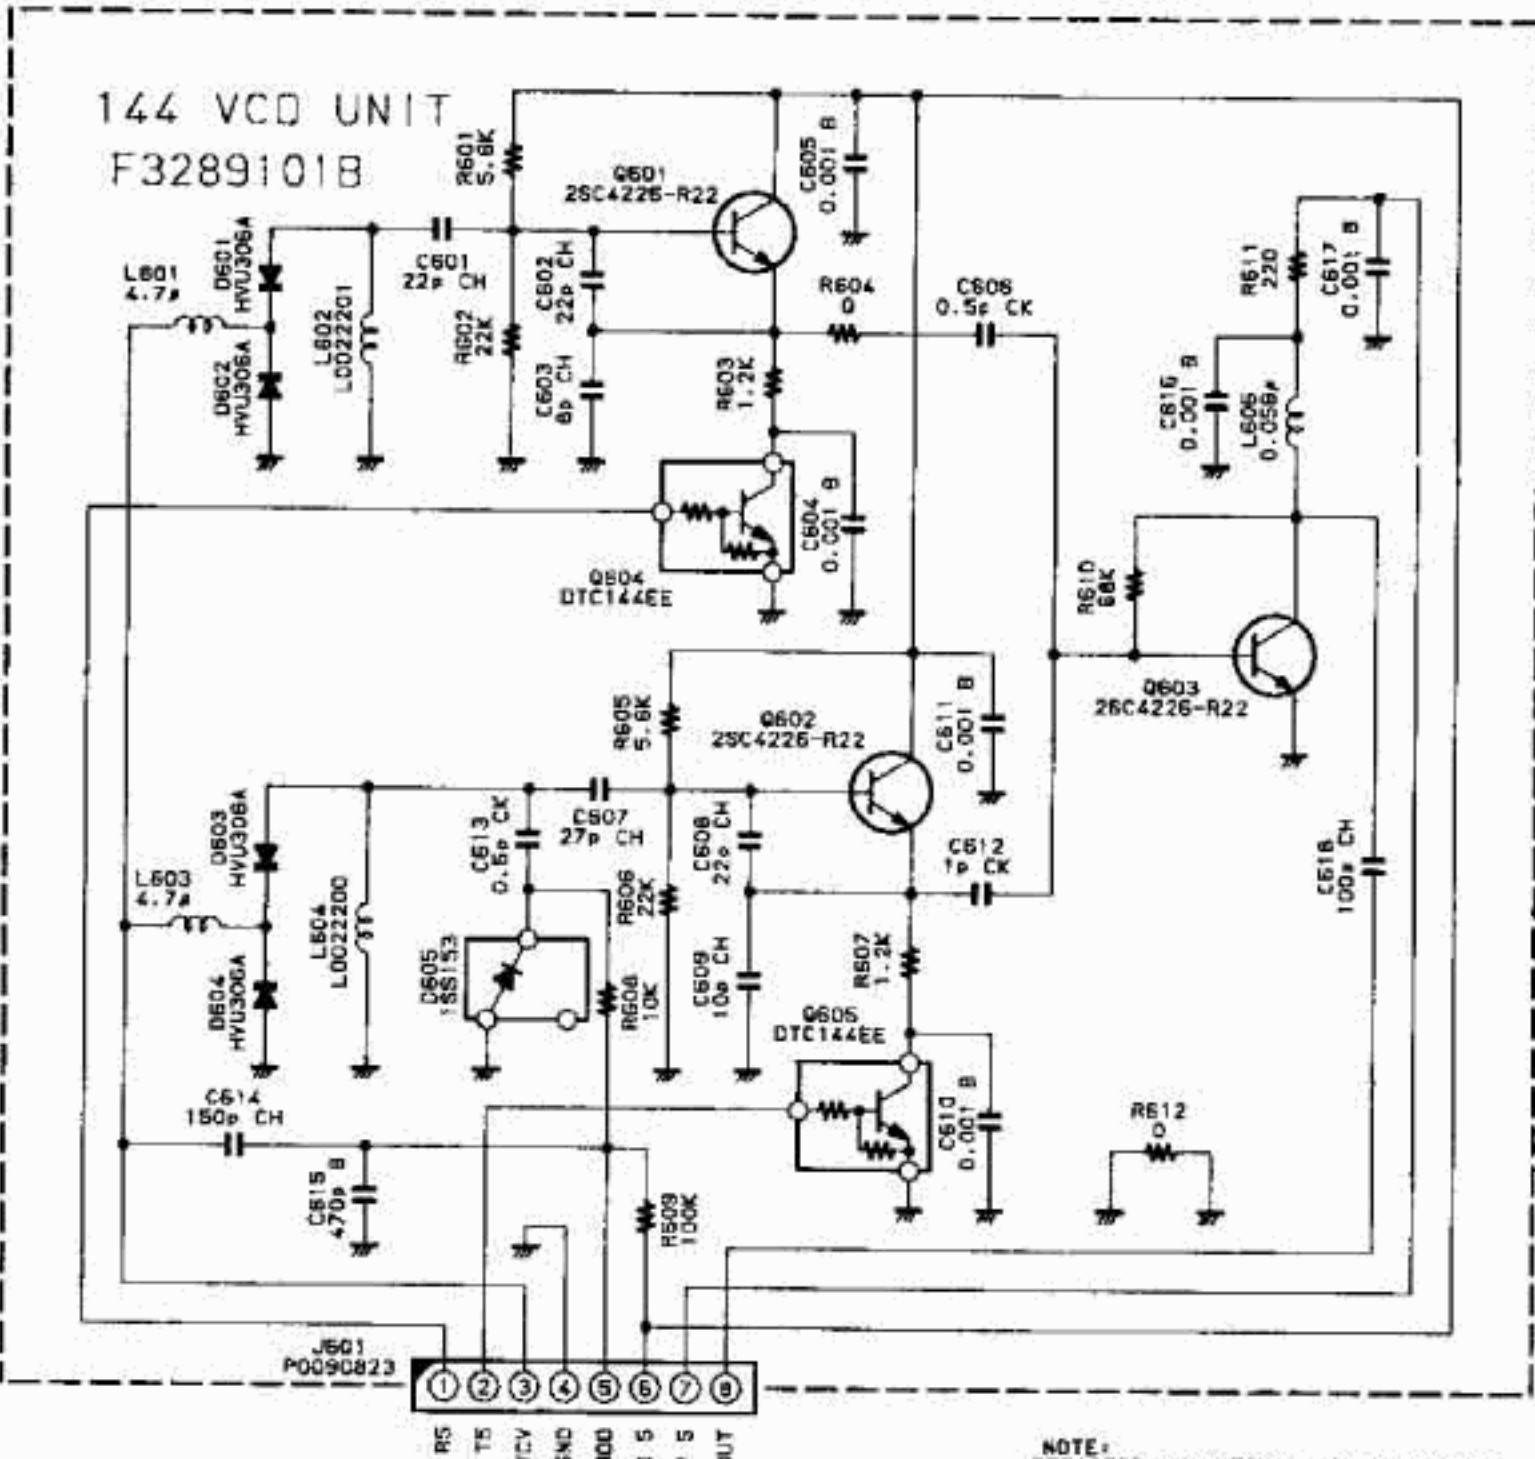 144 VCO UNIT
F3289101B
R601
5.6K
Q601
2SC4226-R22
C605
0.001 B
D601
HVU306A
L601
4.7μ
D602
HVU306A
L602
L0022201
C601
22p CH
R602
22K
C602
22p CH
C603
8p CH
R604
0
C606
0.5p CK
R603
1.2K
R611
220
C617
0.001 B
C616
0.001 B
L606
0.056μ
C604
0.001 B
Q604
DTC144EE
R610
68K
Q603
2SC4226-R22
R605
5.6K
Q602
2SC4226-R22
C611
0.001 B
D603
HVU306A
L603
4.7μ
D604
HVU306A
L604
L0022200
C613
0.5p CK
C607
27p CH
R606
22K
C608
22p CH
C612
1p CK
C618
100p CH
D605
1SS153
R608
10K
C609
10p CH
R607
1.2K
Q605
DTC144EE
C610
0.001 B
R612
0
C614
150p CH
C615
470p B
R609
100K
J601
P0090823
1 2 3 4 5 6 7 8
R5
T5
NOTE: